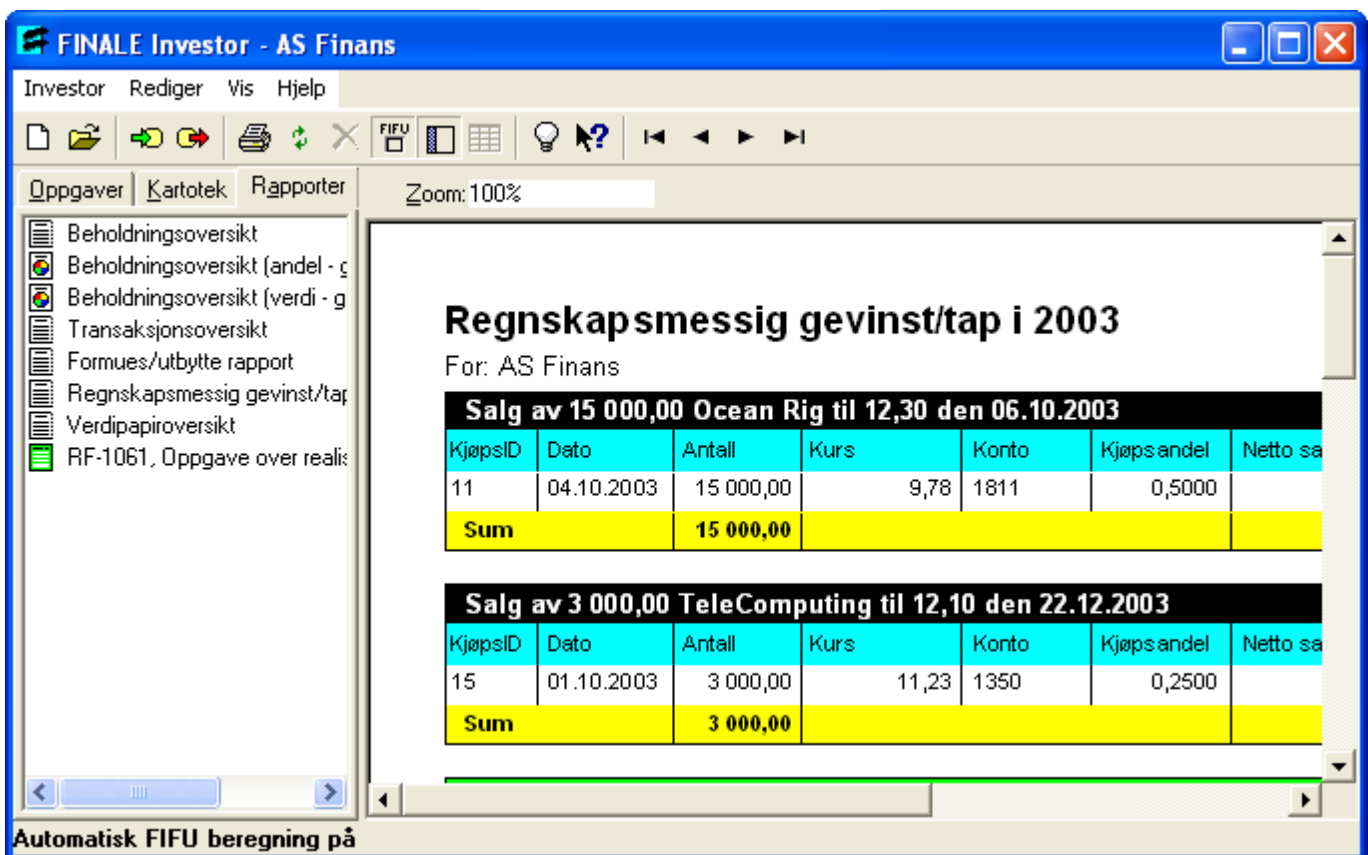 FINALE Investor - AS Finans
Investor Rediger Vis Hjelp
FIFU
Oppgaver Kartotek Rapporter
Zoom: 100%
Beholdningsoversikt
Beholdningsoversikt (andel - g
Beholdningsoversikt (verdi - g
Transaksjonsoversikt
Formues/utbytte rapport
Regnskapsmessig gevinst/tap
Verdipapiroversikt
RF-1061, Oppgave over realis
Regnskapsmessig gevinst/tap i 2003
For: AS Finans
Salg av 15 000,00 Ocean Rig til 12,30 den 06.10.2003
KjøpsID Dato Antall Kurs Konto Kjøpsandel Netto sa
11 04.10.2003 15 000,00 9,78 1811 0,5000
Sum 15 000,00
Salg av 3 000,00 TeleComputing til 12,10 den 22.12.2003
KjøpsID Dato Antall Kurs Konto Kjøpsandel Netto sa
15 01.10.2003 3 000,00 11,23 1350 0,2500
Sum 3 000,00
Automatisk FIFU beregning på